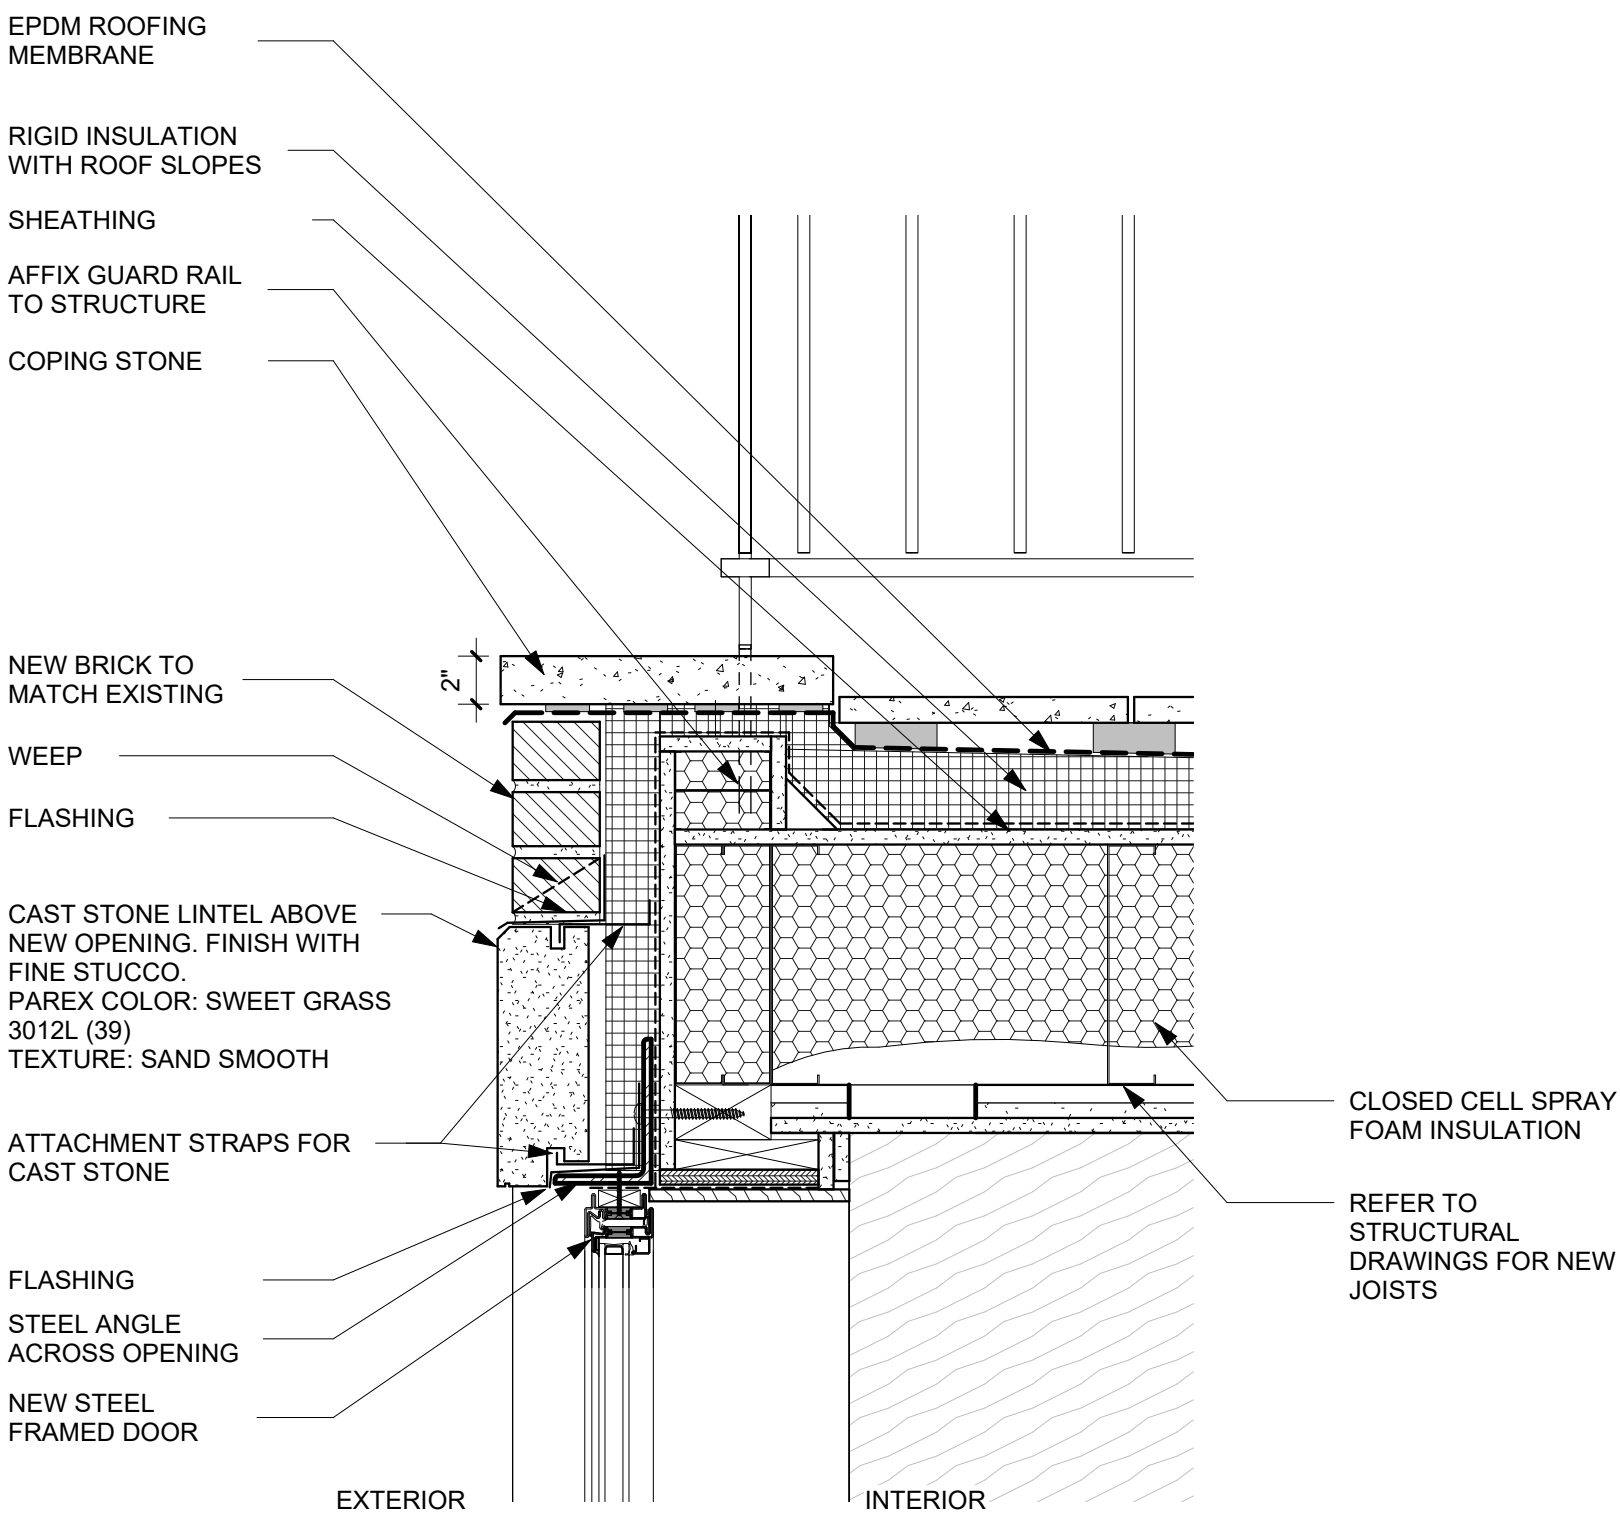 EPDM ROOFING
MEMBRANE
RIGID INSULATION
WITH ROOF SLOPES
SHEATHING
AFFIX GUARD RAIL
TO STRUCTURE
COPING STONE
2"
NEW BRICK TO
MATCH EXISTING
WEEP
FLASHING
CAST STONE LINTEL ABOVE
NEW OPENING. FINISH WITH
FINE STUCCO.
PAREX COLOR: SWEET GRASS
3012L (39)
TEXTURE: SAND SMOOTH
ATTACHMENT STRAPS FOR
CAST STONE
FLASHING
STEEL ANGLE
ACROSS OPENING
NEW STEEL
FRAMED DOOR
CLOSED CELL SPRAY
FOAM INSULATION
REFER TO
STRUCTURAL
DRAWINGS FOR NEW
JOISTS
EXTERIOR
INTERIOR